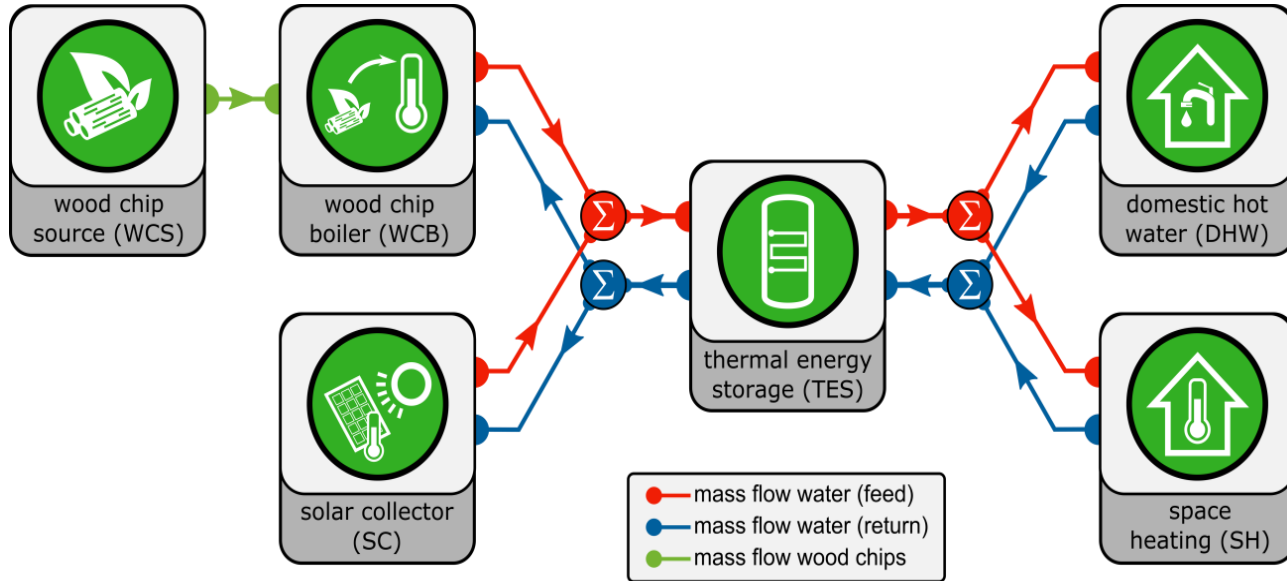 wood chip
source (WCS)
wood chip
boiler (WCB)
Σ
Σ
solar collector
(SC)
thermal energy
storage (TES)
Σ
Σ
domestic hot
water (DHW)
space
heating (SH)
mass flow water (feed)
mass flow water (return)
mass flow wood chips